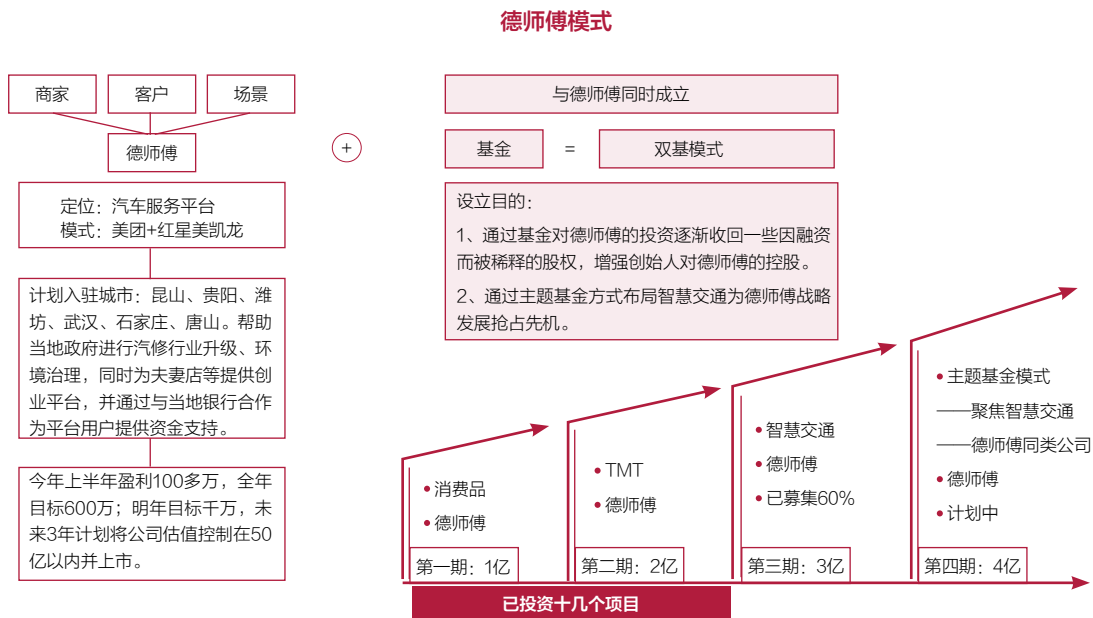 德师傅模式
商家
客户
场景
德师傅
定位：汽车服务平台
模式：美团+红星美凯龙
计划入驻城市：昆山、贵阳、潍
坊、武汉、石家庄、唐山。帮助
当地政府进行汽修行业升级、环
境治理，同时为夫妻店等提供创
业平台，并通过与当地银行合作
为平台用户提供资金支持。
今年上半年盈利100多万，全年
目标600万；明年目标千万，未
来3年计划将公司估值控制在50
亿以内并上市。
+
与德师傅同时成立
基金 = 双基模式
设立目的：
1、通过基金对德师傅的投资逐渐收回一些因融资
而被稀释的股权，增强创始人对德师傅的控股。
2、通过主题基金方式布局智慧交通为德师傅战略
发展抢占先机。
•消费品
•德师傅
第一期：1亿
•TMT
•德师傅
第二期：2亿
•智慧交通
•德师傅
•已募集60%
第三期：3亿
•主题基金模式
——聚焦智慧交通
——德师傅同类公司
•德师傅
•计划中
第四期：4亿
已投资十几个项目